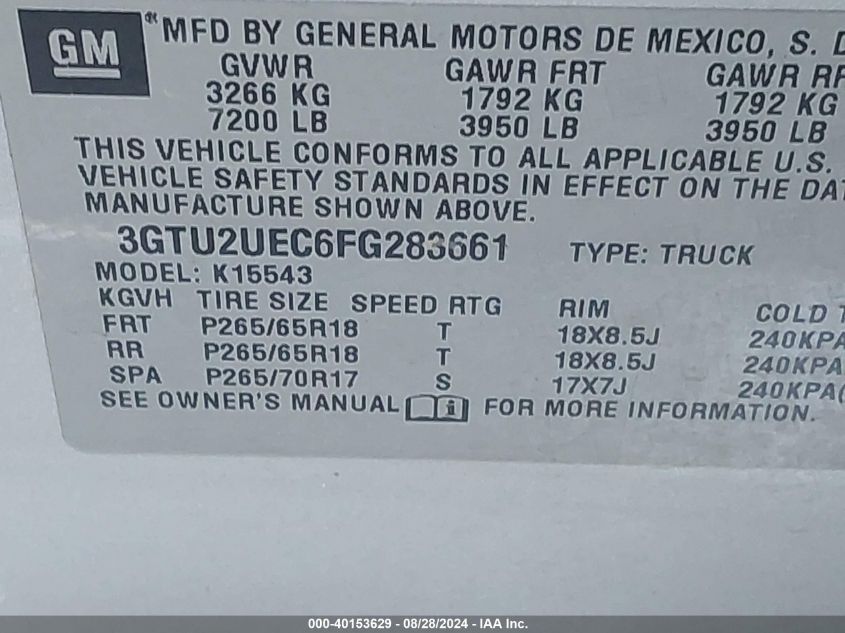 GM
MFD BY GENERAL MOTORS DE MEXICO, S. D
GVWR GAWR FRT GAWR RR
3266 KG 1792 KG 1792 KG
7200 LB 3950 LB 3950 LB
THIS VEHICLE CONFORMS TO ALL APPLICABLE U.S.
VEHICLE SAFETY STANDARDS IN EFFECT ON THE DAT
MANUFACTURE SHOWN ABOVE.
3GTU2UEC6FG283661 TYPE: TRUCK
MODEL: K15543
KGVH TIRE SIZE SPEED RTG RIM COLD T
FRT P265/65R18 T 18X8.5J 240KPA
RR P265/65R18 T 18X8.5J 240KPA
SPA P265/70R17 S 17X7J 240KPA(
SEE OWNER'S MANUAL i FOR MORE INFORMATION.
000-40153629 - 08/28/2024 - IAA Inc.